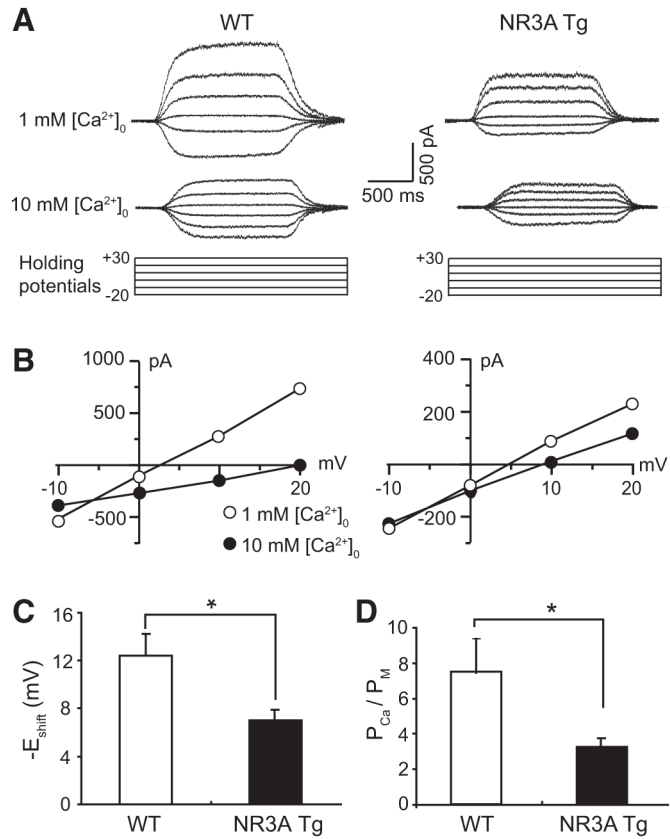 A
WT
NR3A Tg
1 mM [Ca²⁺]₀
500 pA
500 ms
10 mM [Ca²⁺]₀
Holding potentials
+30
-20
+30
-20
B
1000
pA
500
-500
-10
20
mV
1 mM [Ca²⁺]₀
10 mM [Ca²⁺]₀
400
pA
200
-200
-10
0
10
20
mV
C
16
12
8
4
0
-E shift (mV)
*
WT
NR3A Tg
D
10
8
6
4
2
0
P Ca / P M
*
WT
NR3A Tg